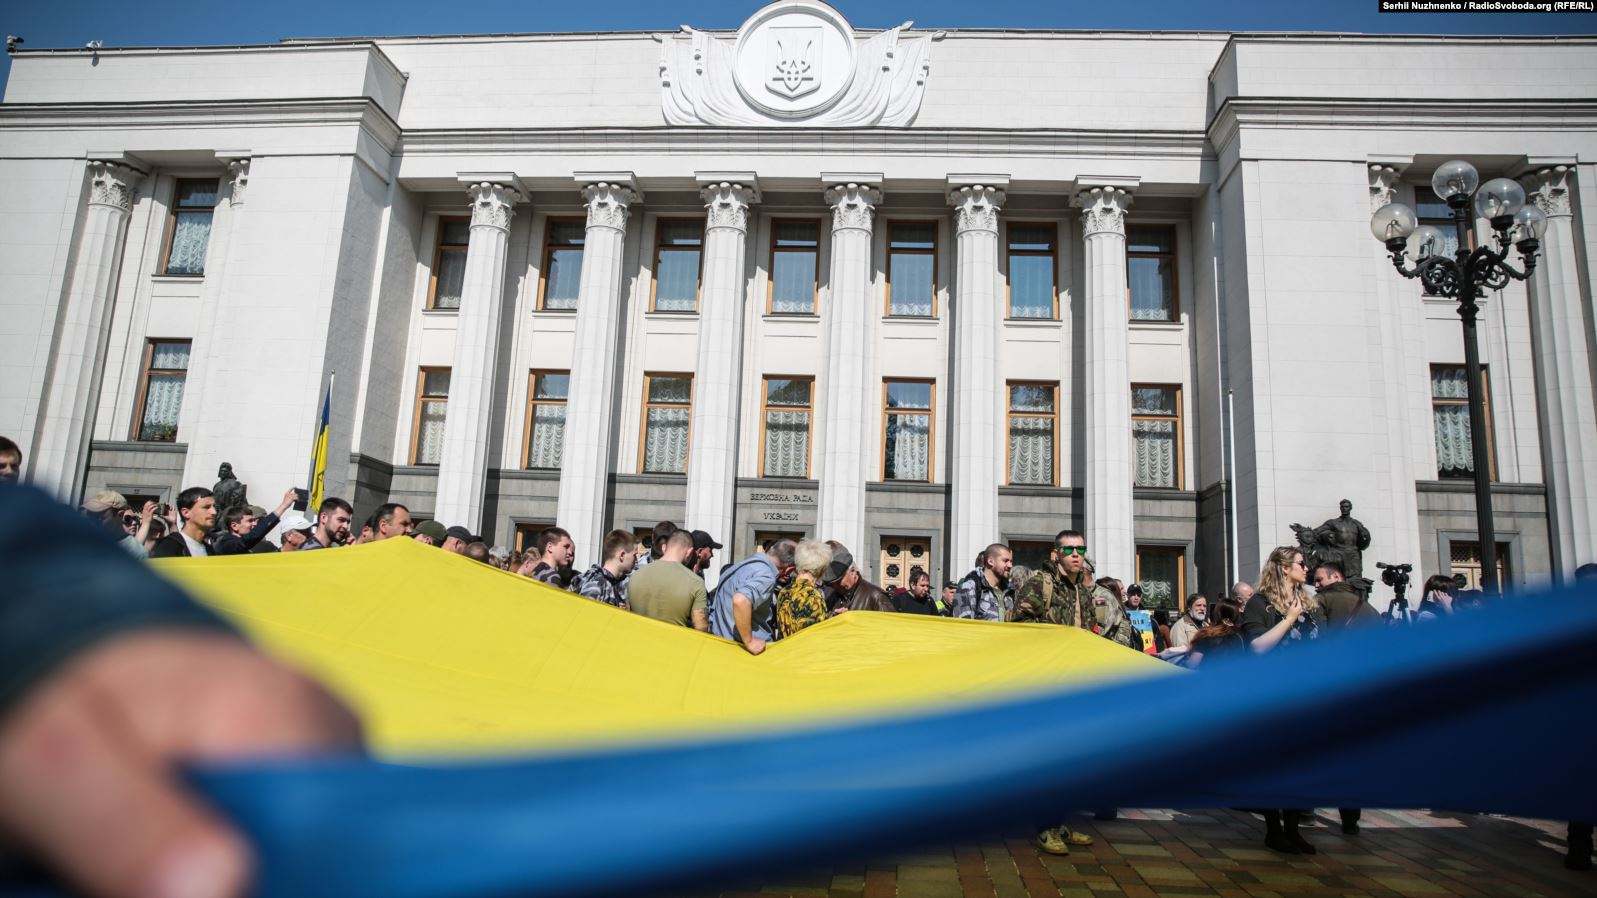 Serhii Nuzhnenko / RadioSvoboda.org (RFE/RL)
ВЕРХОВНА РАДА
УКРАЇНИ